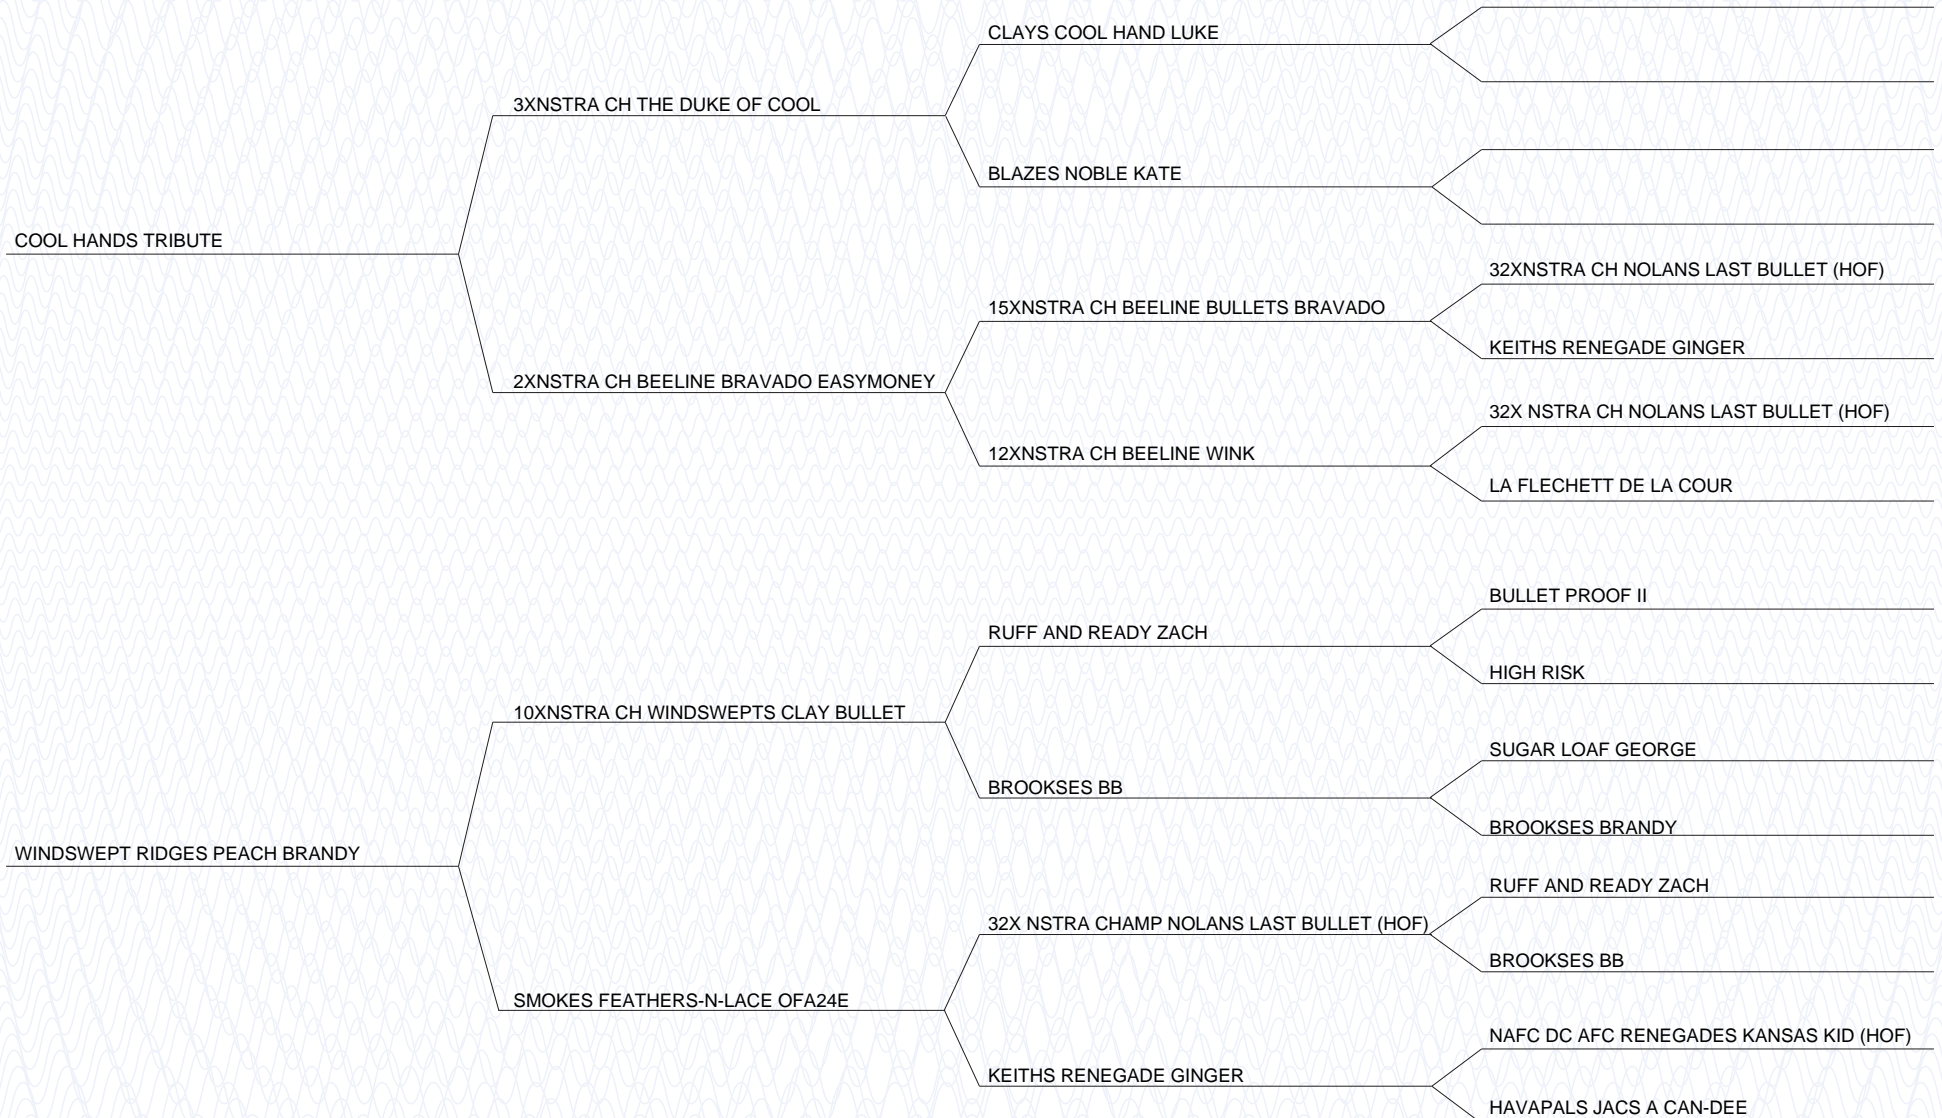 CLAYS COOL HAND LUKE
3XNSTRA CH THE DUKE OF COOL
BLAZES NOBLE KATE
COOL HANDS TRIBUTE
32XNSTRA CH NOLANS LAST BULLET (HOF)
15XNSTRA CH BEELINE BULLETS BRAVADO
KEITHS RENEGADE GINGER
2XNSTRA CH BEELINE BRAVADO EASYMONEY
32X NSTRA CH NOLANS LAST BULLET (HOF)
12XNSTRA CH BEELINE WINK
LA FLECHETT DE LA COUR
BULLET PROOF II
RUFF AND READY ZACH
HIGH RISK
10XNSTRA CH WINDSWEPTS CLAY BULLET
SUGAR LOAF GEORGE
BROOKSES BB
BROOKSES BRANDY
WINDSWEPT RIDGES PEACH BRANDY
RUFF AND READY ZACH
32X NSTRA CHAMP NOLANS LAST BULLET (HOF)
BROOKSES BB
SMOKES FEATHERS-N-LACE OFA24E
NAFC DC AFC RENEGADES KANSAS KID (HOF)
KEITHS RENEGADE GINGER
HAVAPALS JACS A CAN-DEE